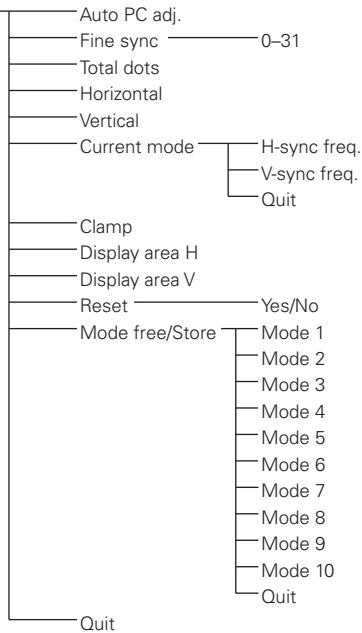 Auto PC adj.
Fine sync 0–31
Total dots
Horizontal
Vertical
Current mode H-sync freq.
V-sync freq.
Quit
Clamp
Display area H
Display area V
Reset Yes/No
Mode free/Store Mode 1
Mode 2
Mode 3
Mode 4
Mode 5
Mode 6
Mode 7
Mode 8
Mode 9
Mode 10
Quit
Quit